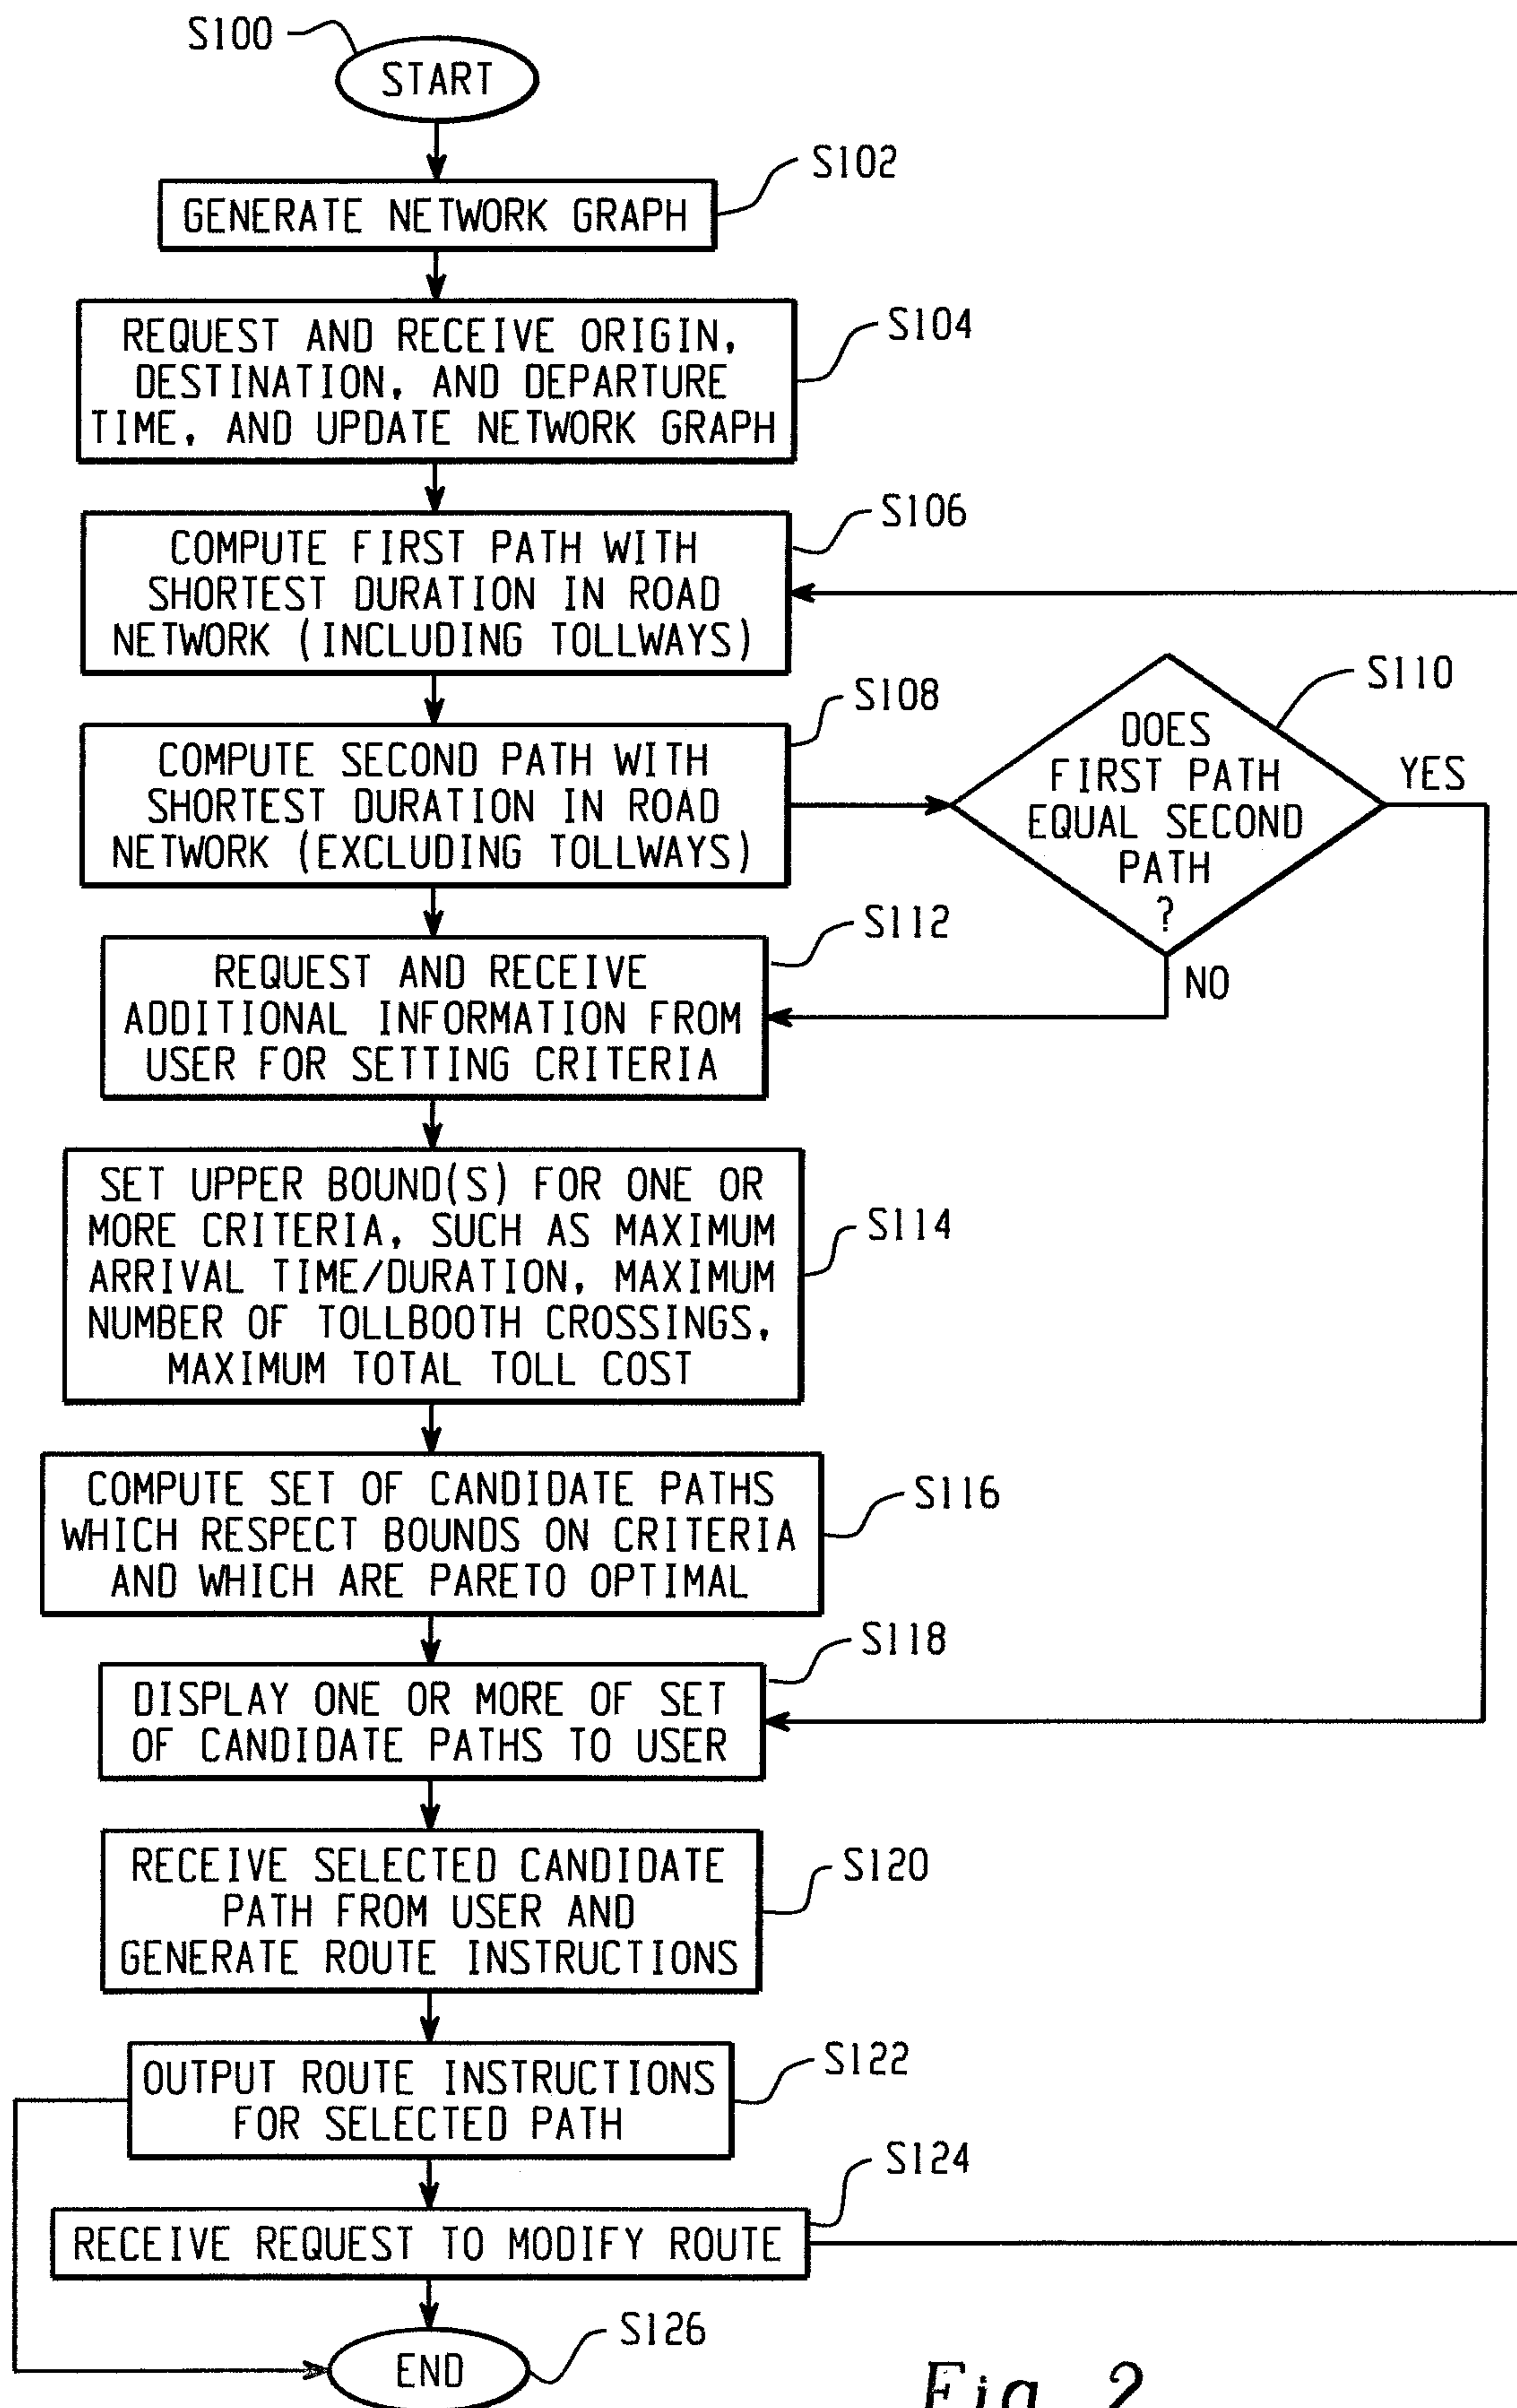 S100
START
S102
GENERATE NETWORK GRAPH
S104
REQUEST AND RECEIVE ORIGIN,
DESTINATION, AND DEPARTURE
TIME, AND UPDATE NETWORK GRAPH
S106
COMPUTE FIRST PATH WITH
SHORTEST DURATION IN ROAD
NETWORK (INCLUDING TOLLWAYS)
S108
COMPUTE SECOND PATH WITH
SHORTEST DURATION IN ROAD
NETWORK (EXCLUDING TOLLWAYS)
S110
DOES
FIRST PATH
EQUAL SECOND
PATH
?
YES
NO
S112
REQUEST AND RECEIVE
ADDITIONAL INFORMATION FROM
USER FOR SETTING CRITERIA
S114
SET UPPER BOUND(S) FOR ONE OR
MORE CRITERIA, SUCH AS MAXIMUM
ARRIVAL TIME/DURATION, MAXIMUM
NUMBER OF TOLLBOOTH CROSSINGS,
MAXIMUM TOTAL TOLL COST
S116
COMPUTE SET OF CANDIDATE PATHS
WHICH RESPECT BOUNDS ON CRITERIA
AND WHICH ARE PARETO OPTIMAL
S118
DISPLAY ONE OR MORE OF SET
OF CANDIDATE PATHS TO USER
S120
RECEIVE SELECTED CANDIDATE
PATH FROM USER AND
GENERATE ROUTE INSTRUCTIONS
S122
OUTPUT ROUTE INSTRUCTIONS
FOR SELECTED PATH
S124
RECEIVE REQUEST TO MODIFY ROUTE
S126
END
Fig. 2